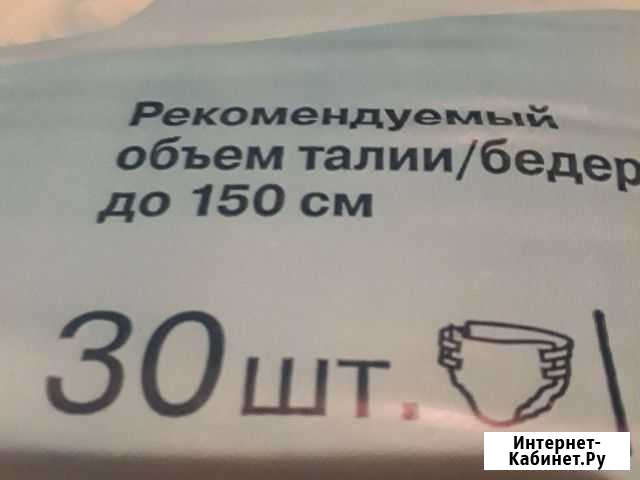 Рекомендуемый
объем талии/бедер
до 150 см
30 шт.
Интернет-
Кабинет.Ру